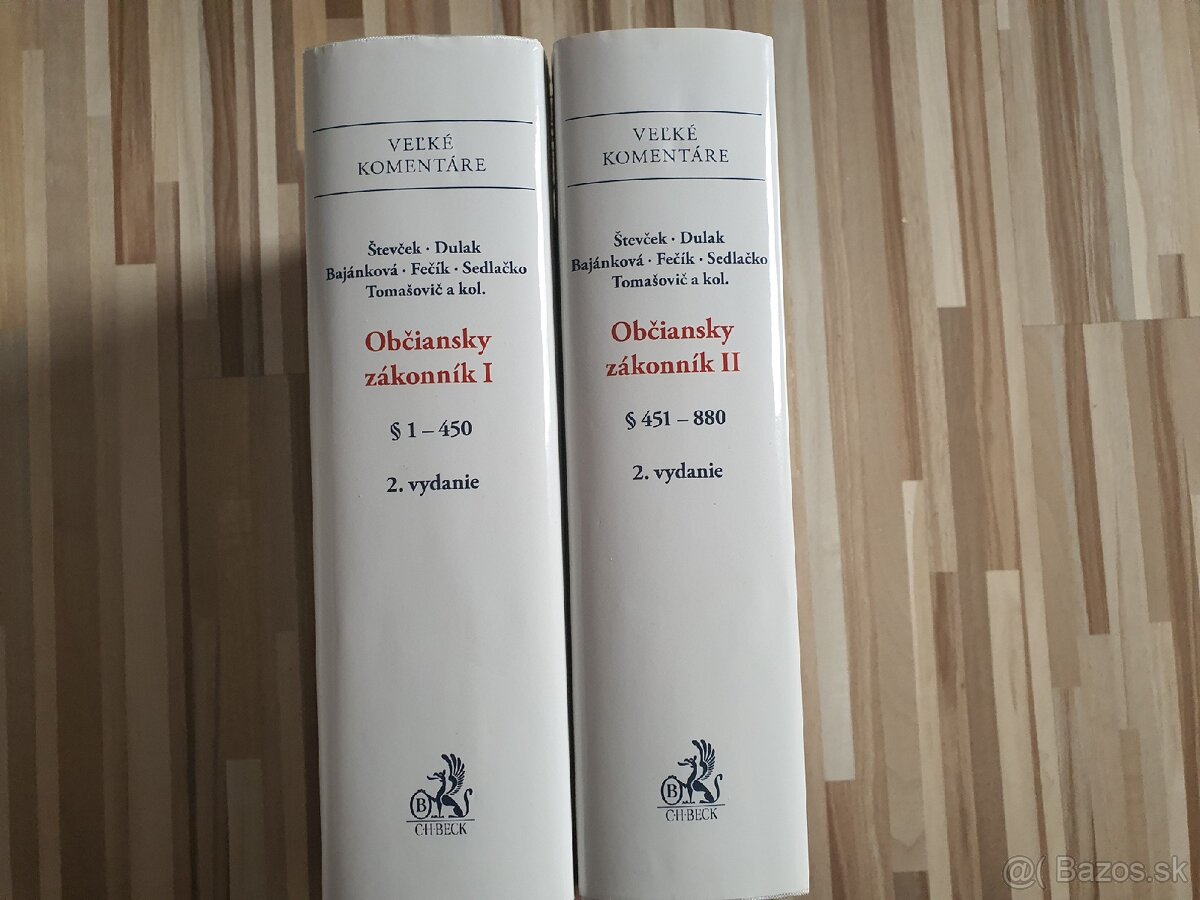 VEĽKÉ
KOMENTÁRE
Števček · Dulak
Bajánková · Fečík · Sedlačko
Tomašovič a kol.
Občiansky
zákonník I
§ 1 – 450
2. vydanie
B
C·H·BECK
VEĽKÉ
KOMENTÁRE
Števček · Dulak
Bajánková · Fečík · Sedlačko
Tomašovič a kol.
Občiansky
zákonník II
§ 451 – 880
2. vydanie
B
C·H·BECK
@( Bazos.sk